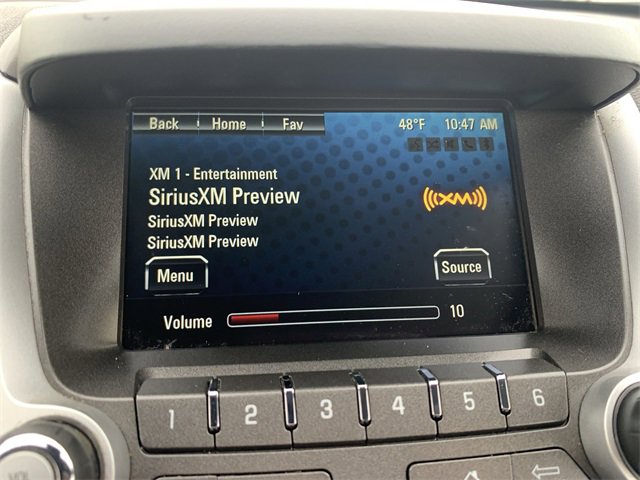 Back Home Fav 48°F 10:47 AM
XM 1 - Entertainment
SiriusXM Preview
((XM))
SiriusXM Preview
SiriusXM Preview
Menu Source
Volume 10
1 2 3 4 5 6
VOL